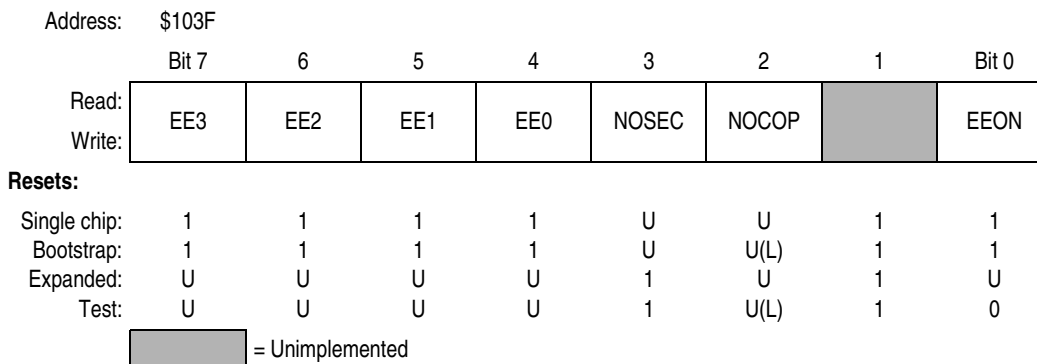 Address: $103F
Bit 7 6 5 4 3 2 1 Bit 0
Read:
EE3 EE2 EE1 EE0 NOSEC NOCOP EEON
Write:
Resets:
Single chip: 1 1 1 1 U U 1 1
Bootstrap: 1 1 1 1 U U(L) 1 1
Expanded: U U U U 1 U 1 U
Test: U U U U 1 U(L) 1 0
= Unimplemented